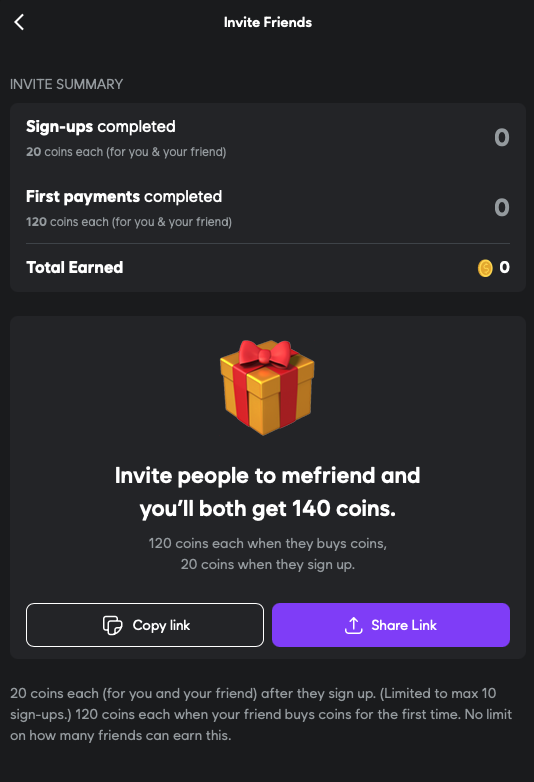 Invite Friends
INVITE SUMMARY
Sign-ups completed
0
20 coins each (for you & your friend)
First payments completed
0
120 coins each (for you & your friend)
Total Earned
0
Invite people to mefriend and
you'll both get 140 coins.
120 coins each when they buys coins,
20 coins when they sign up.
Copy link
Share Link
20 coins each (for you and your friend) after they sign up. (Limited to max 10
sign-ups.) 120 coins each when your friend buys coins for the first time. No limit
on how many friends can earn this.